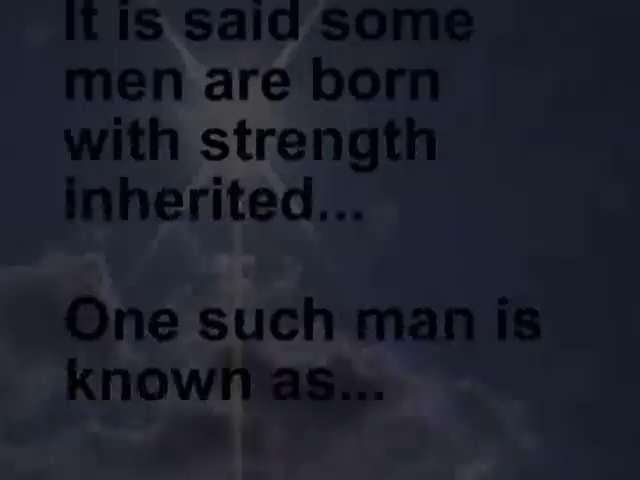 It is said some
men are born
with strength
inherited...
One such man is
known as...